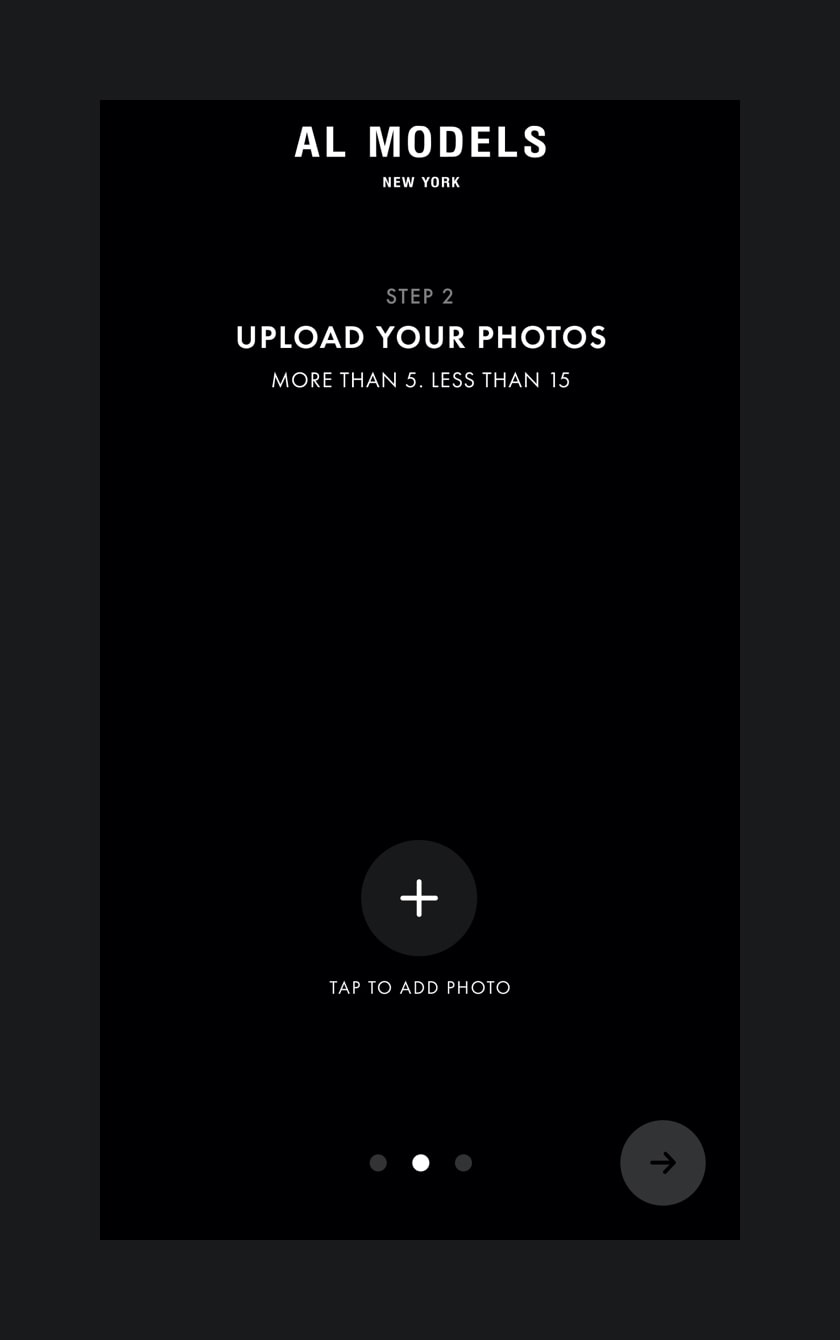 AL MODELS
NEW YORK
STEP 2
UPLOAD YOUR PHOTOS
MORE THAN 5. LESS THAN 15
TAP TO ADD PHOTO